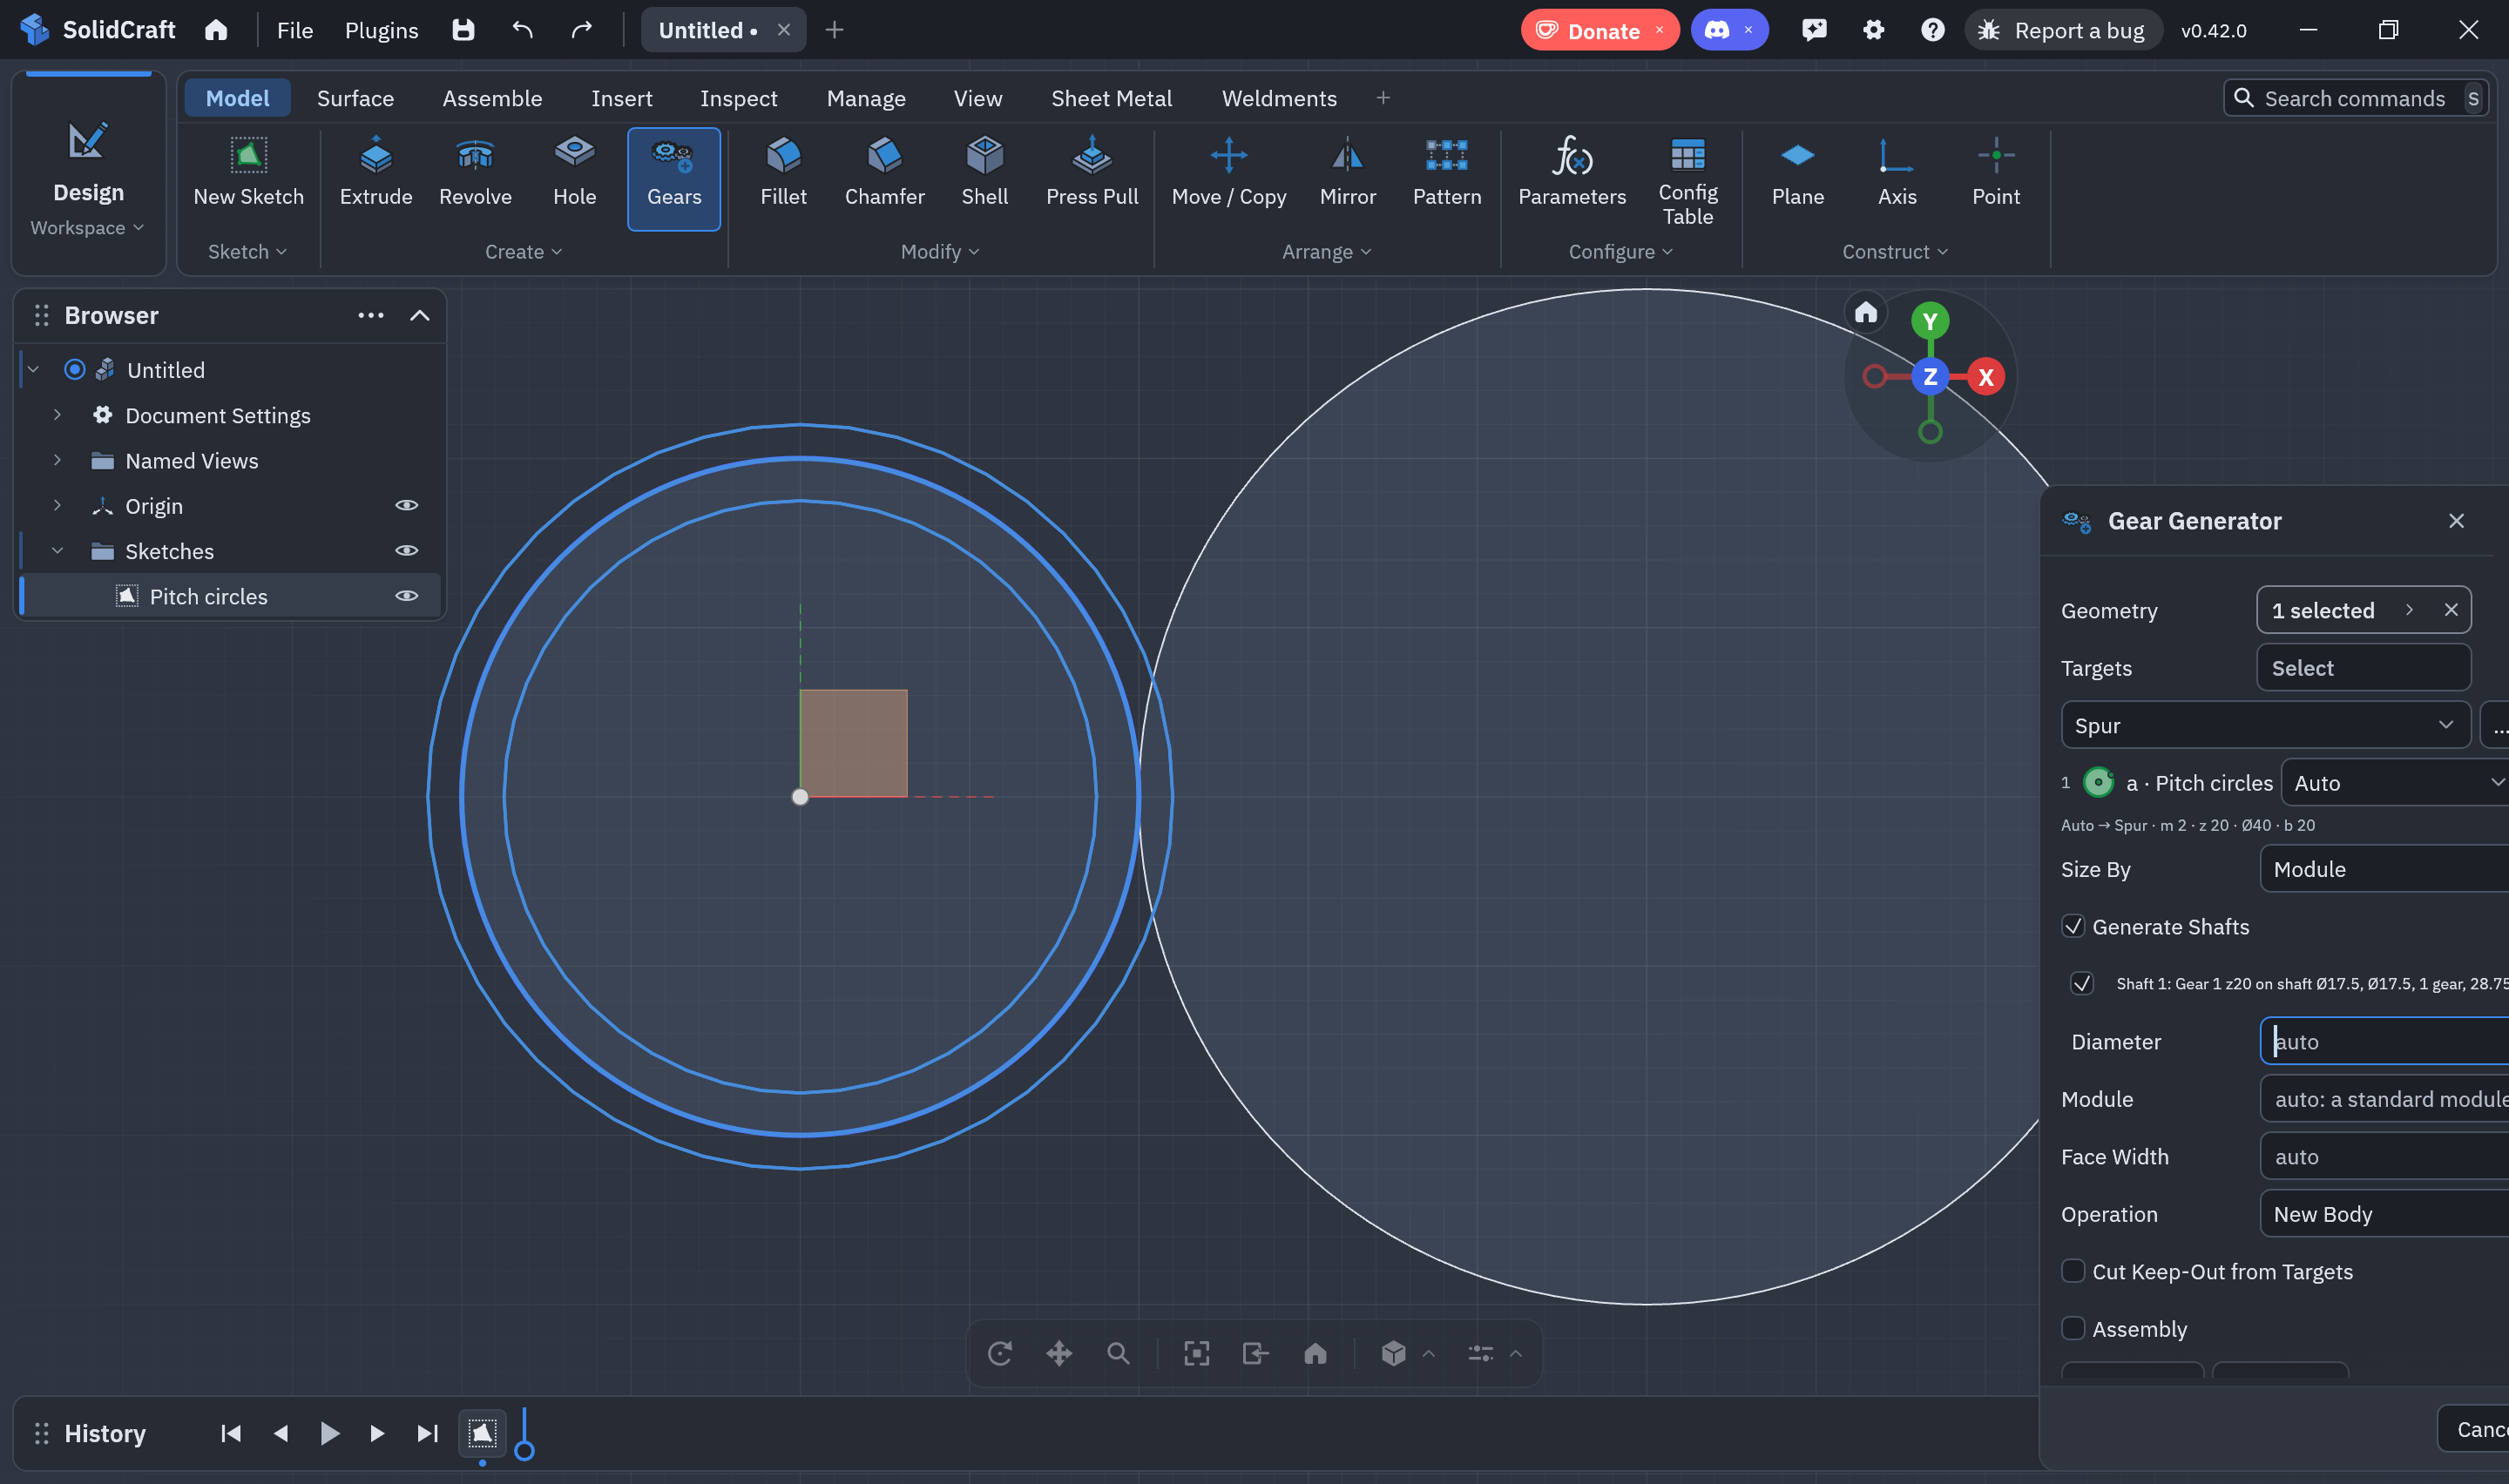 SolidCraft File Plugins Untitled • Donate × × Report a bug v0.42.0
Model Surface Assemble Insert Inspect Manage View Sheet Metal Weldments Search commands S
Design
Workspace
New Sketch Extrude Revolve Hole Gears Fillet Chamfer Shell Press Pull Move / Copy Mirror Pattern Parameters Config Table Plane Axis Point
Sketch Create Modify Arrange Configure Construct
Browser
Untitled
Document Settings
Named Views
Origin
Sketches
Pitch circles
Y
Z
X
Gear Generator
Geometry 1 selected
Targets Select
Spur ...
1 a · Pitch circles Auto
Auto → Spur · m 2 · z 20 · Ø40 · b 20
Size By Module
Generate Shafts
Shaft 1: Gear 1 z20 on shaft Ø17.5, Ø17.5, 1 gear, 28.75
Diameter auto
Module auto: a standard module
Face Width auto
Operation New Body
Cut Keep-Out from Targets
Assembly
Canc
History